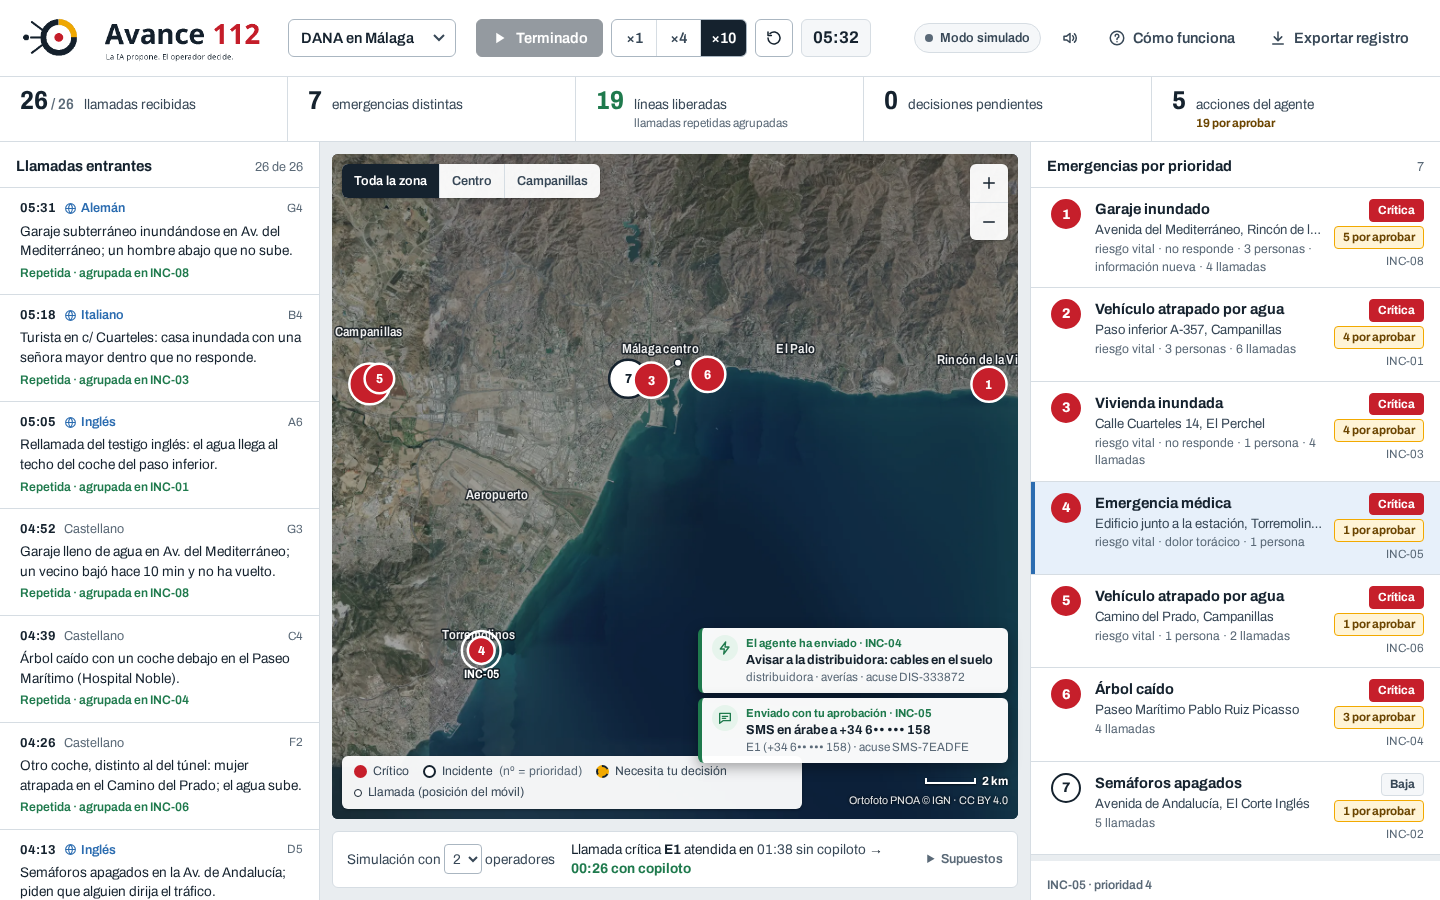 Avance 112
La IA propone. El operador decide.
DANA en Málaga
Terminado
×1
×4
×10
05:32
Modo simulado
Cómo funciona
Exportar registro
26 / 26 llamadas recibidas
7 emergencias distintas
19 líneas liberadas
llamadas repetidas agrupadas
0 decisiones pendientes
5 acciones del agente
19 por aprobar
Llamadas entrantes
26 de 26
05:31 Alemán G4
Garaje subterráneo inundándose en Av. del
Mediterráneo; un hombre abajo que no sube.
Repetida · agrupada en INC-08
05:18 Italiano B4
Turista en c/ Cuarteles: casa inundada con una
señora mayor dentro que no responde.
Repetida · agrupada en INC-03
05:05 Inglés A6
Rellamada del testigo inglés: el agua llega al
techo del coche del paso inferior.
Repetida · agrupada en INC-01
04:52 Castellano G3
Garaje lleno de agua en Av. del Mediterráneo;
un vecino bajó hace 10 min y no ha vuelto.
Repetida · agrupada en INC-08
04:39 Castellano C4
Árbol caído con un coche debajo en el Paseo
Marítimo (Hospital Noble).
Repetida · agrupada en INC-04
04:26 Castellano F2
Otro coche, distinto al del túnel: mujer
atrapada en el Camino del Prado; el agua sube.
Repetida · agrupada en INC-06
04:13 Inglés D5
Semáforos apagados en la Av. de Andalucía;
piden que alguien dirija el tráfico.
Toda la zona
Centro
Campanillas
+
−
Campanillas
Málaga centro
El Palo
Rincón de la Vi
5
7
3
6
1
Aeropuerto
Torremolinos
4
INC-05
El agente ha enviado · INC-04
Avisar a la distribuidora: cables en el suelo
distribuidora · averías · acuse DIS-333872
Enviado con tu aprobación · INC-05
SMS en árabe a +34 6•• ••• 158
E1 (+34 6•• ••• 158) · acuse SMS-7EADFE
Crítico
Incidente (nº = prioridad)
Necesita tu decisión
Llamada (posición del móvil)
2 km
Ortofoto PNOA © IGN · CC BY 4.0
Simulación con 2 operadores
Llamada crítica E1 atendida en 01:38 sin copiloto →
00:26 con copiloto
Supuestos
Emergencias por prioridad
7
1 Garaje inundado Crítica
Avenida del Mediterráneo, Rincón de l... 5 por aprobar
riesgo vital · no responde · 3 personas ·
información nueva · 4 llamadas
INC-08
2 Vehículo atrapado por agua Crítica
Paso inferior A-357, Campanillas 4 por aprobar
riesgo vital · 3 personas · 6 llamadas
INC-01
3 Vivienda inundada Crítica
Calle Cuarteles 14, El Perchel 4 por aprobar
riesgo vital · no responde · 1 persona · 4
llamadas
INC-03
4 Emergencia médica Crítica
Edificio junto a la estación, Torremolin... 1 por aprobar
riesgo vital · dolor torácico · 1 persona
INC-05
5 Vehículo atrapado por agua Crítica
Camino del Prado, Campanillas 1 por aprobar
riesgo vital · 1 persona · 2 llamadas
INC-06
6 Árbol caído Crítica
Paseo Marítimo Pablo Ruiz Picasso 3 por aprobar
4 llamadas
INC-04
7 Semáforos apagados Baja
Avenida de Andalucía, El Corte Inglés 1 por aprobar
5 llamadas
INC-02
INC-05 · prioridad 4